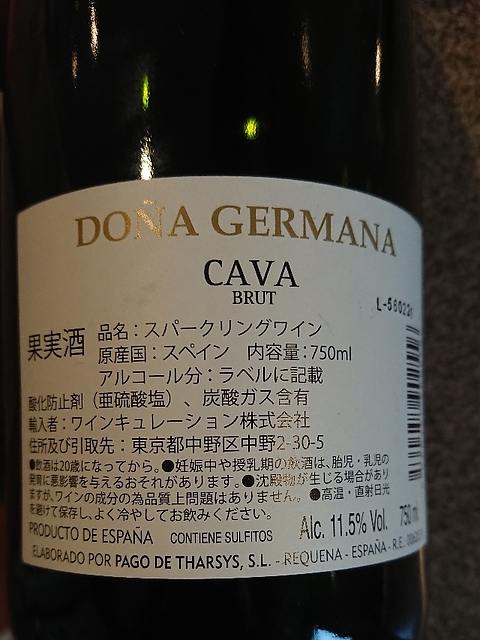 DOÑA GERMANA
CAVA
BRUT
果実酒
品名：スパークリングワイン
原産国：スペイン 内容量：750ml
アルコール分：ラベルに記載
酸化防止剤（亜硫酸塩）、炭酸ガス含有
輸入者：ワインキュレーション株式会社
住所及び引取先：東京都中野区中野2-30-5
●飲酒は20歳になってから。●妊娠中や授乳期の飲酒は、胎児・乳児の
発育に悪影響を与えるおそれがあります。●沈殿物が生じる場合があり
ますが、ワインの成分の為品質上問題はありません。●高温・直射日光
を避けて保存し、よく冷やしてお飲みください。
PRODUCTO DE ESPAÑA CONTIENE SULFITOS Alc. 11.5% Vol. 750
ELABORADO POR PAGO DE THARSYS, S.L. - REQUENA - ESPAÑA - R.E.